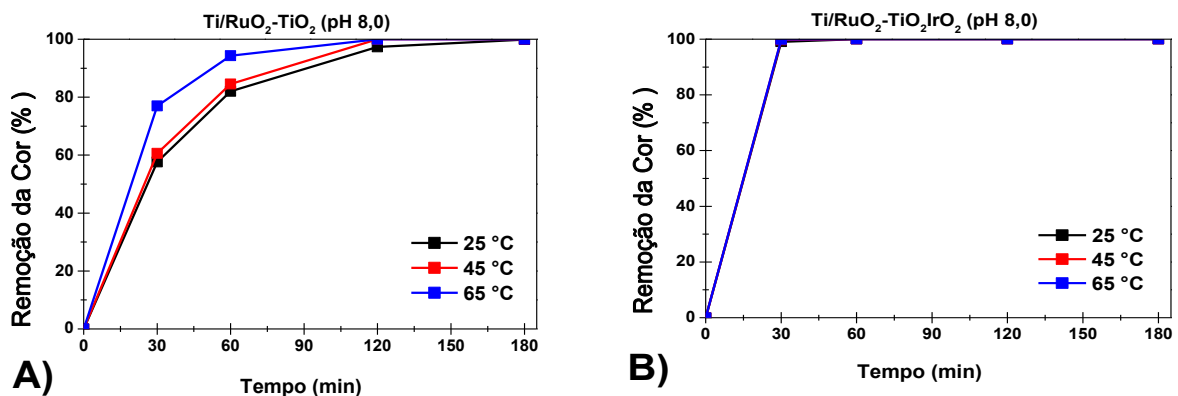 Ti/RuO₂-TiO₂ (pH 8,0)
Remoção da Cor (%)
100
80
60
40
20
0
25 °C
45 °C
65 °C
0 30 60 90 120 150 180
Tempo (min)
A)
Ti/RuO₂-TiO₂IrO₂ (pH 8,0)
Remoção da Cor (%)
100
80
60
40
20
0
25 °C
45 °C
65 °C
0 30 60 90 120 150 180
Tempo (min)
B)